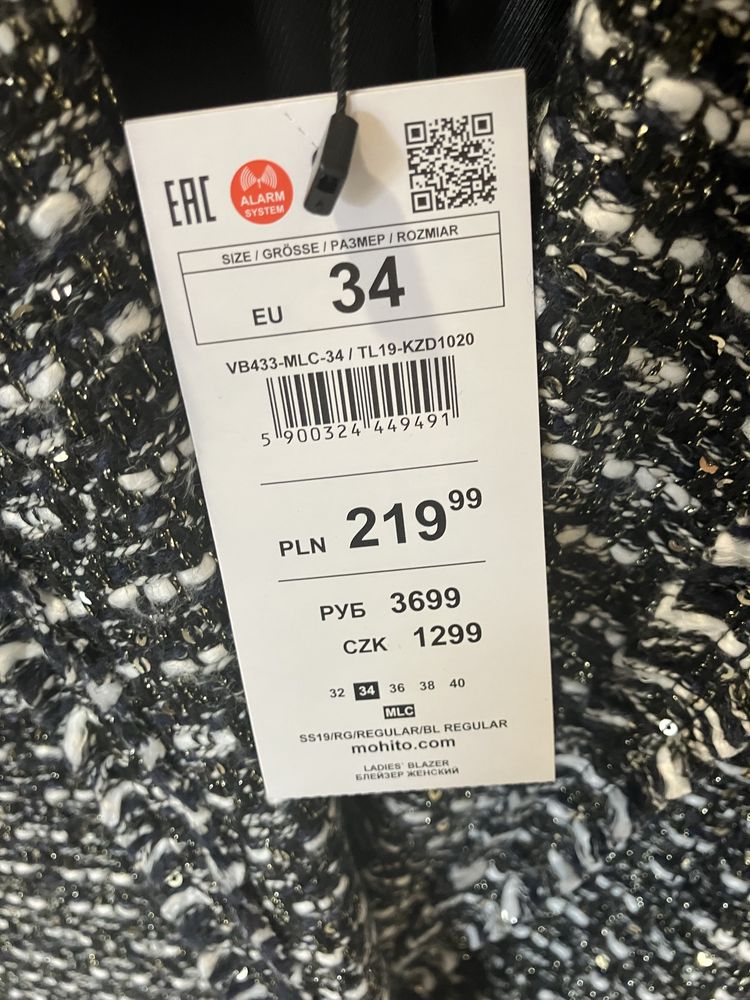 EAC
ALARM
SYSTEM
SIZE / GRÖSSE / РАЗМЕР / ROZMIAR
EU 34
VB433-MLC-34 / TL19-KZD1020
5 900324 449491
PLN 219 99
РУБ 3699
CZK 1299
32 34 36 38 40
MLC
SS19/RG/REGULAR/BL REGULAR
mohito.com
LADIES' BLAZER
БЛЕЙЗЕР ЖЕНСКИЙ